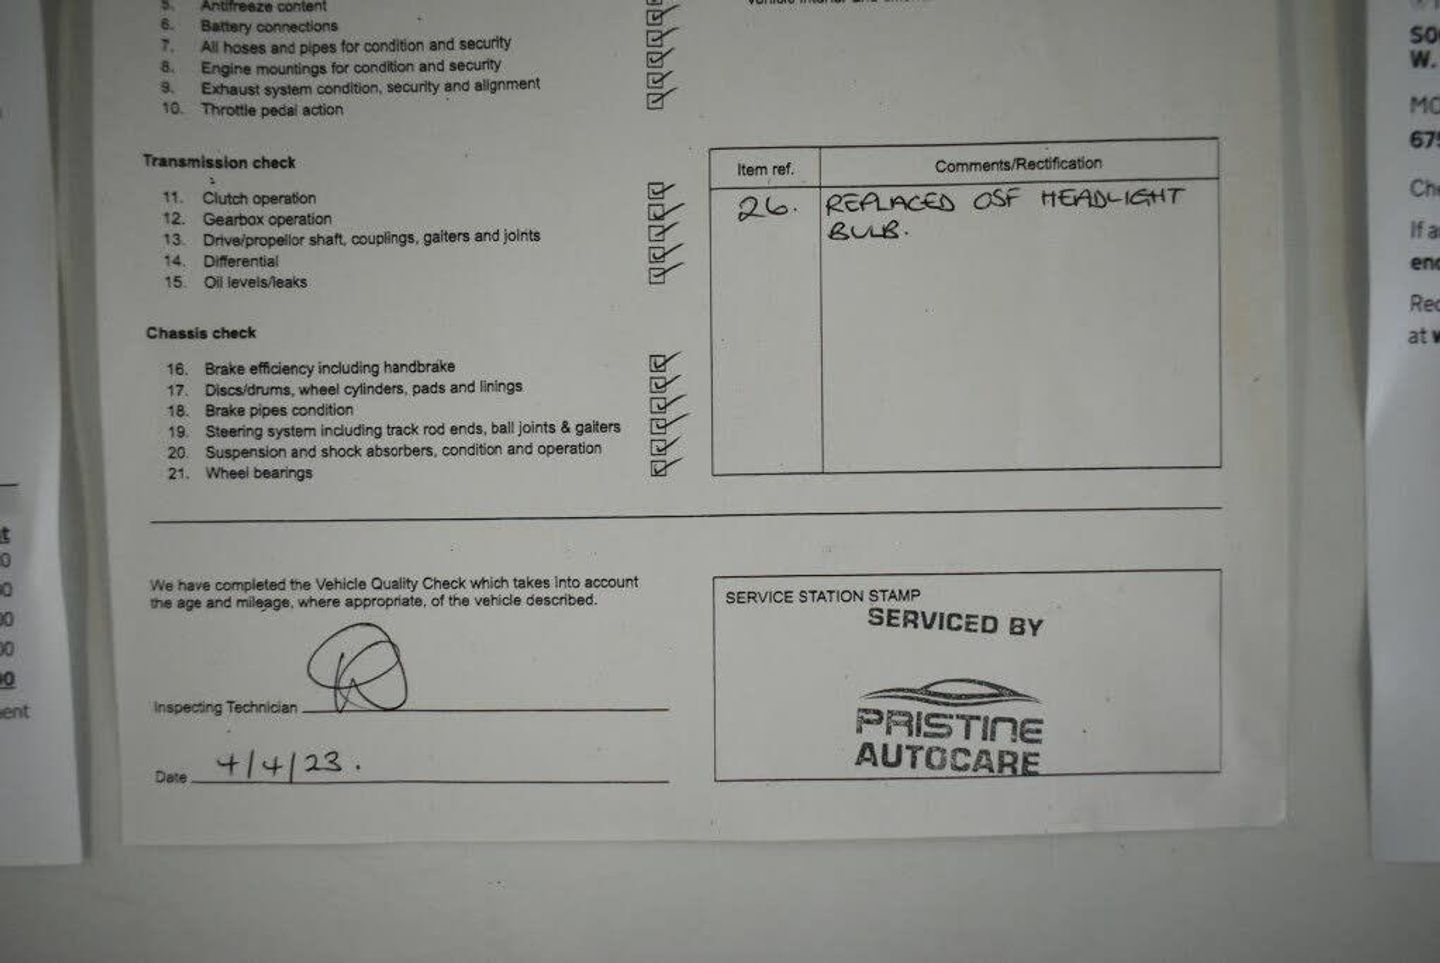 5. Antifreeze content
6. Battery connections
7. All hoses and pipes for condition and security
8. Engine mountings for condition and security
9. Exhaust system condition, security and alignment
10. Throttle pedal action
Transmission check
11. Clutch operation
12. Gearbox operation
13. Drive/propellor shaft, couplings, gaiters and joints
14. Differential
15. Oil levels/leaks
Chassis check
16. Brake efficiency including handbrake
17. Discs/drums, wheel cylinders, pads and linings
18. Brake pipes condition
19. Steering system including track rod ends, ball joints & gaiters
20. Suspension and shock absorbers, condition and operation
21. Wheel bearings
Item ref. Comments/Rectification
26. REPLACED OSF HEADLIGHT
BULB.
We have completed the Vehicle Quality Check which takes into account
the age and mileage, where appropriate, of the vehicle described.
Inspecting Technician
Date 4/4/23.
SERVICE STATION STAMP
SERVICED BY
PRISTINE
AUTOCARE
W.
If a
at